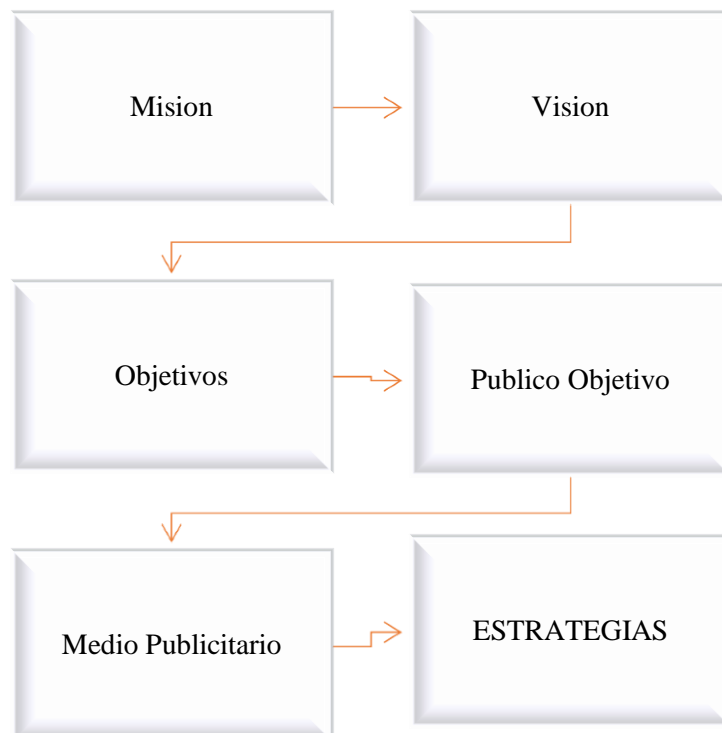 Mision
Vision
Objetivos
Publico Objetivo
Medio Publicitario
ESTRATEGIAS